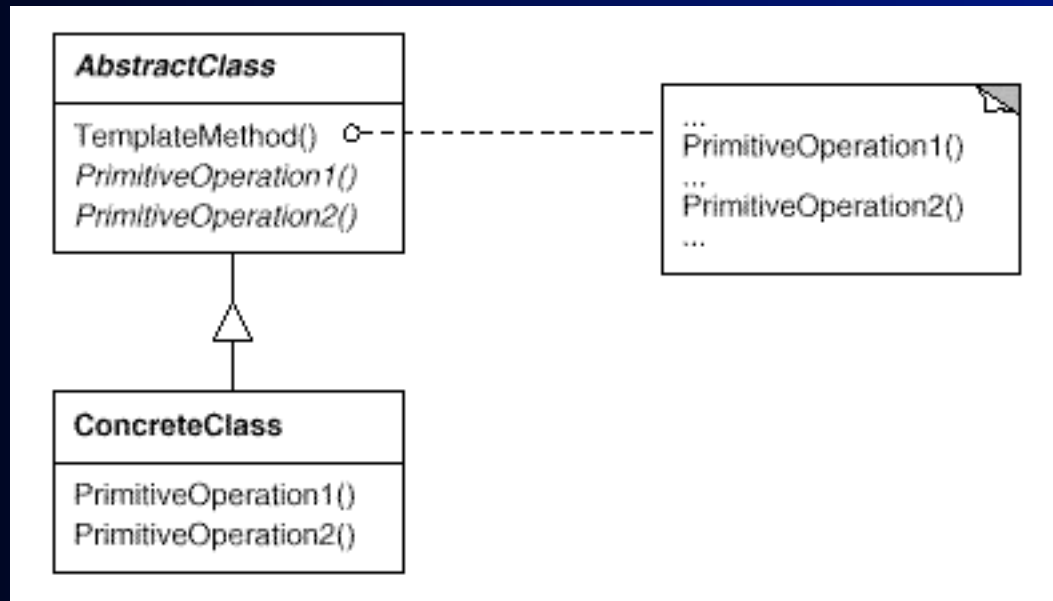 AbstractClass
TemplateMethod()
PrimitiveOperation1()
PrimitiveOperation2()
...
PrimitiveOperation1()
...
PrimitiveOperation2()
...
ConcreteClass
PrimitiveOperation1()
PrimitiveOperation2()